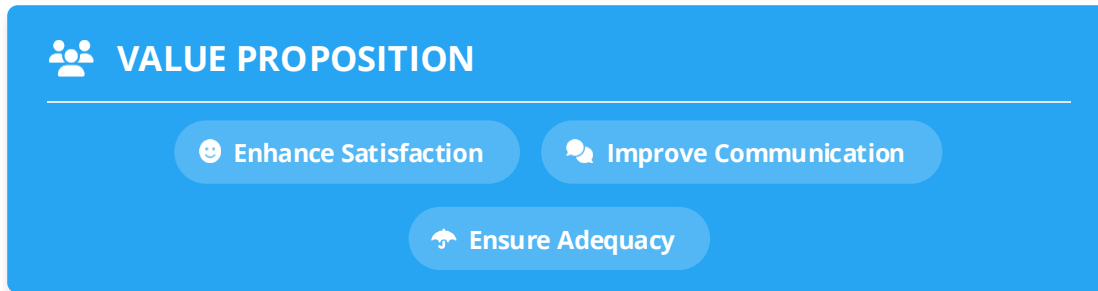 VALUE PROPOSITION
Enhance Satisfaction
Improve Communication
Ensure Adequacy